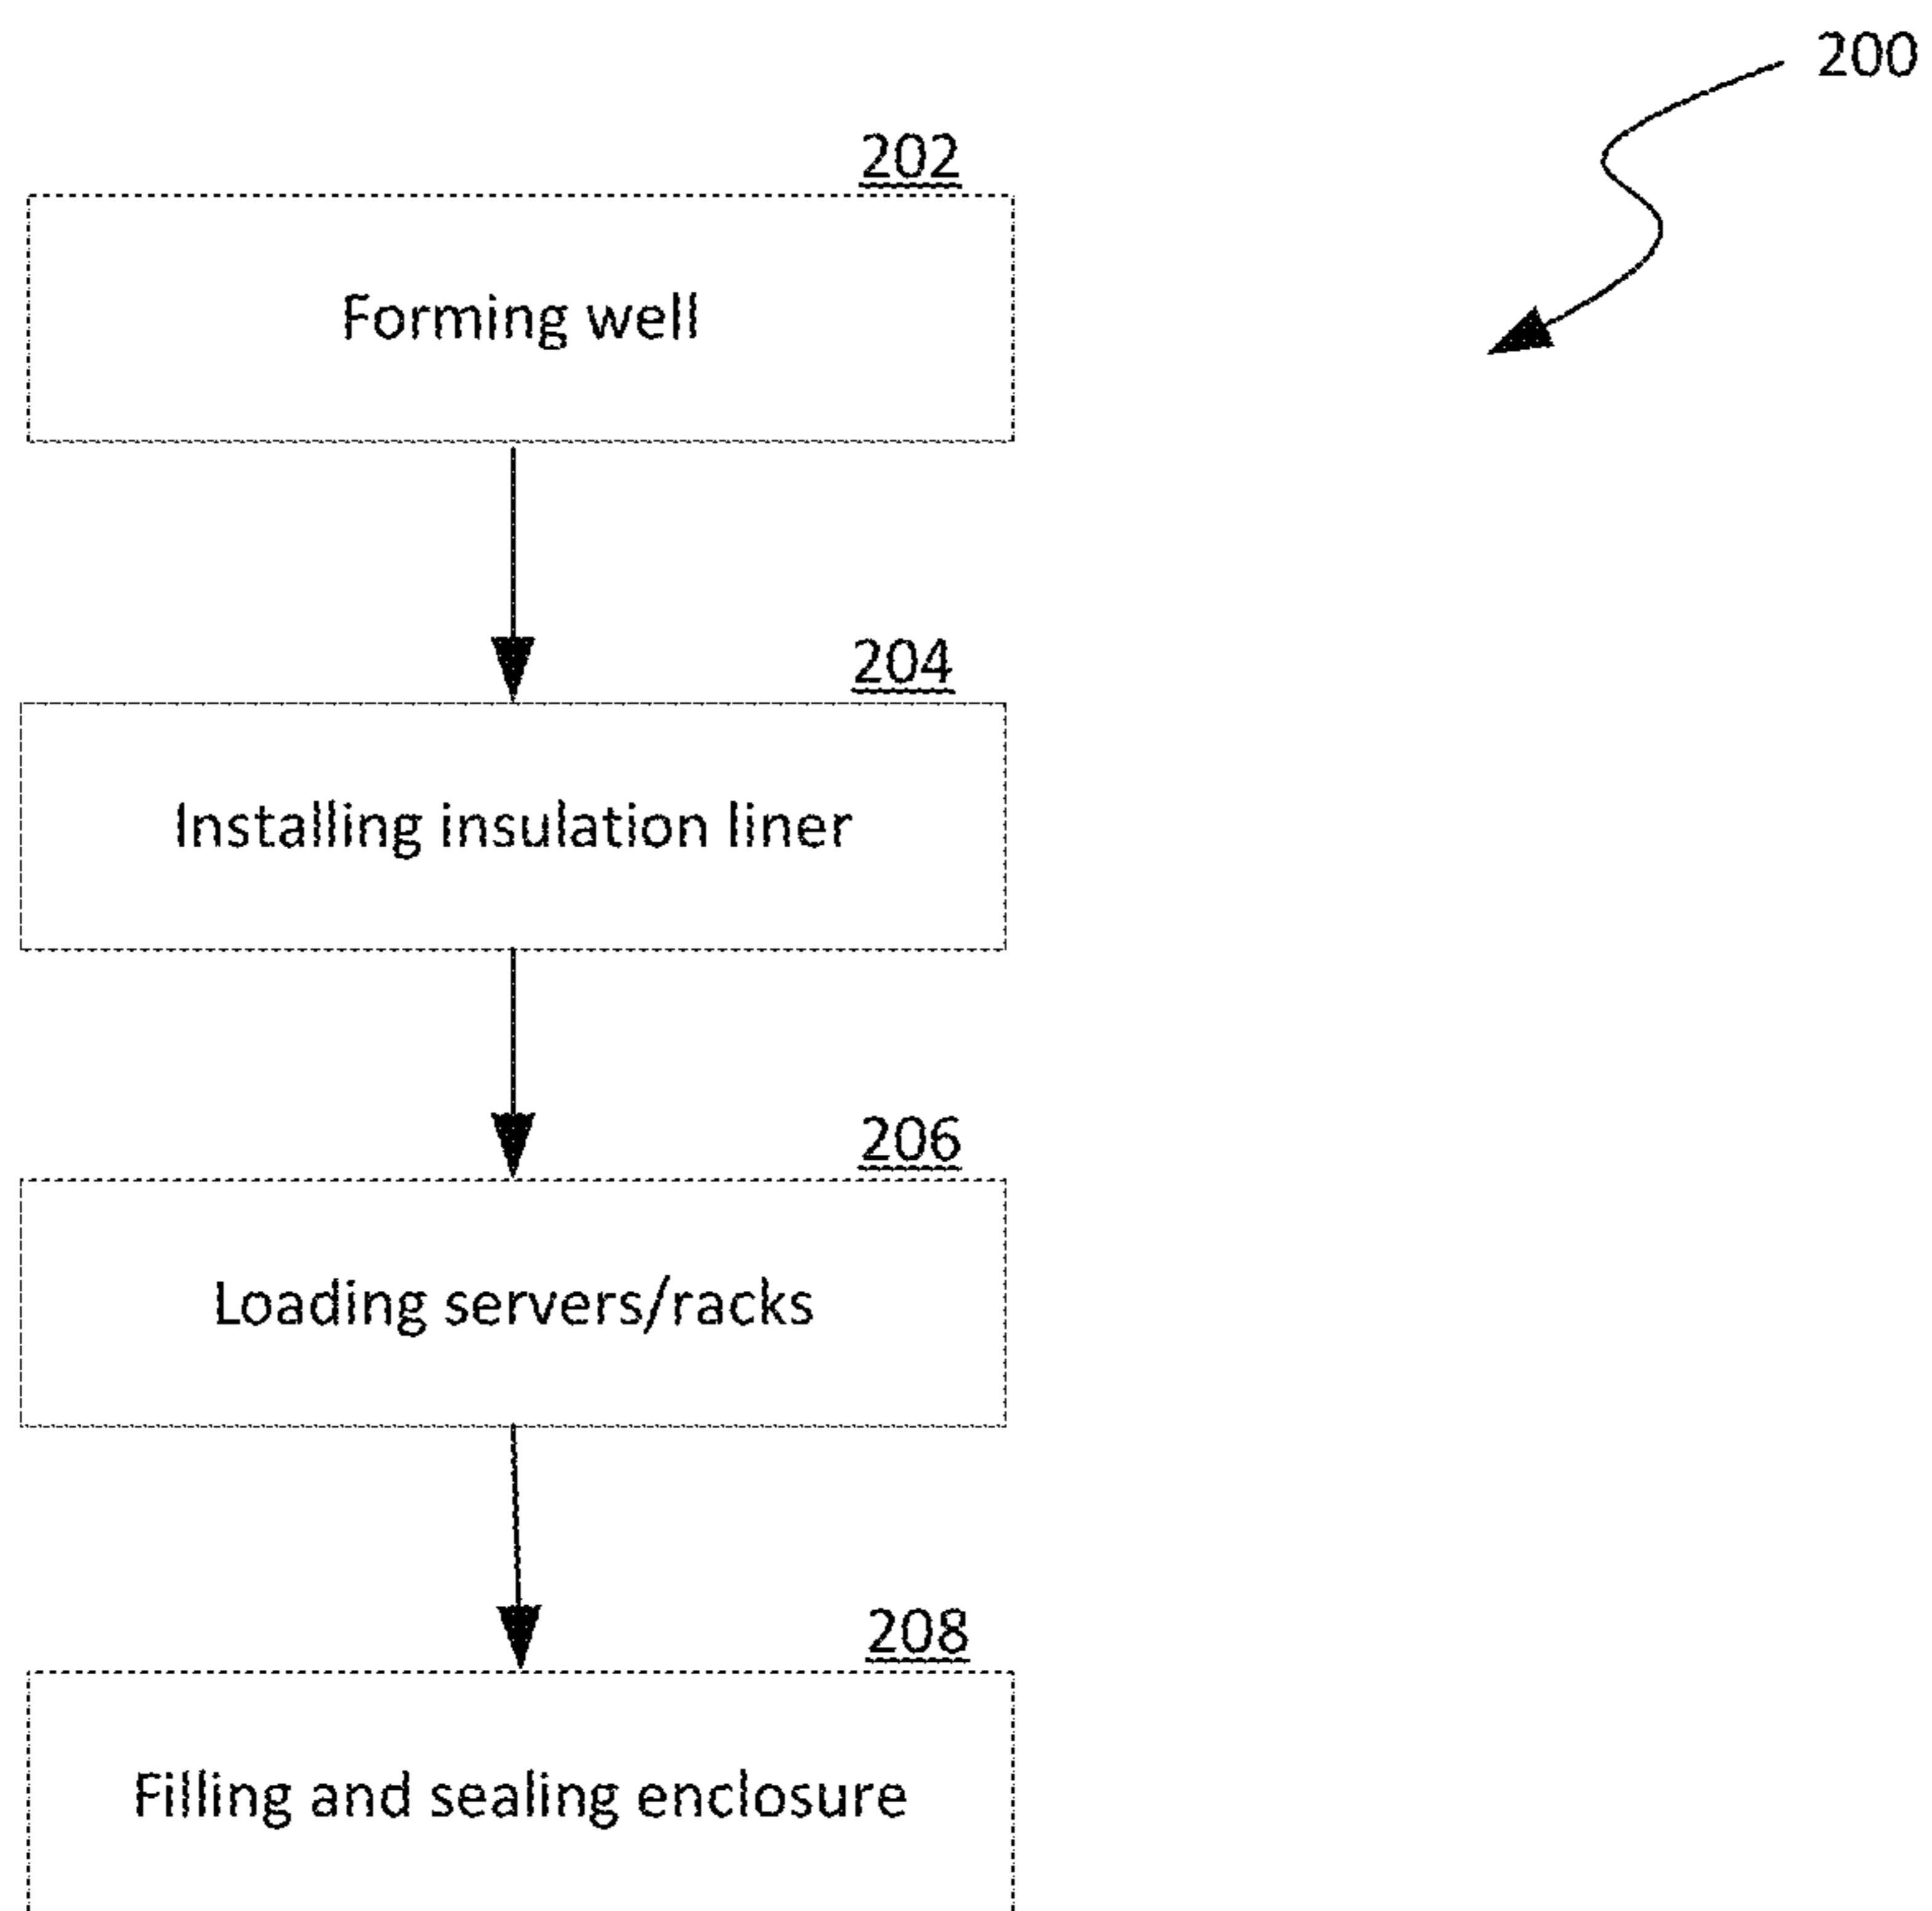 200
202
Forming well
204
Installing insulation liner
206
Loading servers/racks
208
Filling and sealing enclosure